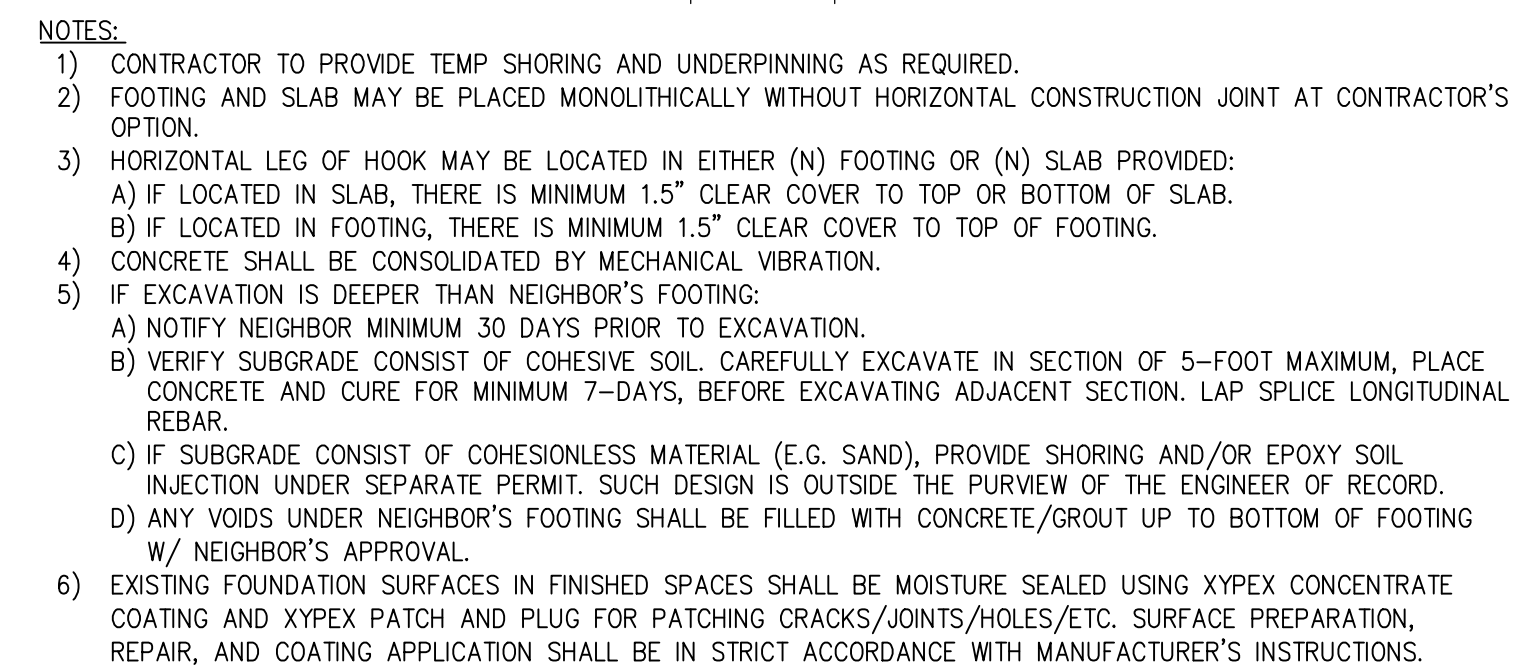 NOTES:
1) CONTRACTOR TO PROVIDE TEMP SHORING AND UNDERPINNING AS REQUIRED.
2) FOOTING AND SLAB MAY BE PLACED MONOLITHICALLY WITHOUT HORIZONTAL CONSTRUCTION JOINT AT CONTRACTOR'S
OPTION.
3) HORIZONTAL LEG OF HOOK MAY BE LOCATED IN EITHER (N) FOOTING OR (N) SLAB PROVIDED:
A) IF LOCATED IN SLAB, THERE IS MINIMUM 1.5" CLEAR COVER TO TOP OR BOTTOM OF SLAB.
B) IF LOCATED IN FOOTING, THERE IS MINIMUM 1.5" CLEAR COVER TO TOP OF FOOTING.
4) CONCRETE SHALL BE CONSOLIDATED BY MECHANICAL VIBRATION.
5) IF EXCAVATION IS DEEPER THAN NEIGHBOR'S FOOTING:
A) NOTIFY NEIGHBOR MINIMUM 30 DAYS PRIOR TO EXCAVATION.
B) VERIFY SUBGRADE CONSIST OF COHESIVE SOIL. CAREFULLY EXCAVATE IN SECTION OF 5-FOOT MAXIMUM, PLACE
CONCRETE AND CURE FOR MINIMUM 7-DAYS, BEFORE EXCAVATING ADJACENT SECTION. LAP SPLICE LONGITUDINAL
REBAR.
C) IF SUBGRADE CONSIST OF COHESIONLESS MATERIAL (E.G. SAND), PROVIDE SHORING AND/OR EPOXY SOIL
INJECTION UNDER SEPARATE PERMIT. SUCH DESIGN IS OUTSIDE THE PURVIEW OF THE ENGINEER OF RECORD.
D) ANY VOIDS UNDER NEIGHBOR'S FOOTING SHALL BE FILLED WITH CONCRETE/GROUT UP TO BOTTOM OF FOOTING
W/ NEIGHBOR'S APPROVAL.
6) EXISTING FOUNDATION SURFACES IN FINISHED SPACES SHALL BE MOISTURE SEALED USING XYPEX CONCENTRATE
COATING AND XYPEX PATCH AND PLUG FOR PATCHING CRACKS/JOINTS/HOLES/ETC. SURFACE PREPARATION,
REPAIR, AND COATING APPLICATION SHALL BE IN STRICT ACCORDANCE WITH MANUFACTURER'S INSTRUCTIONS.